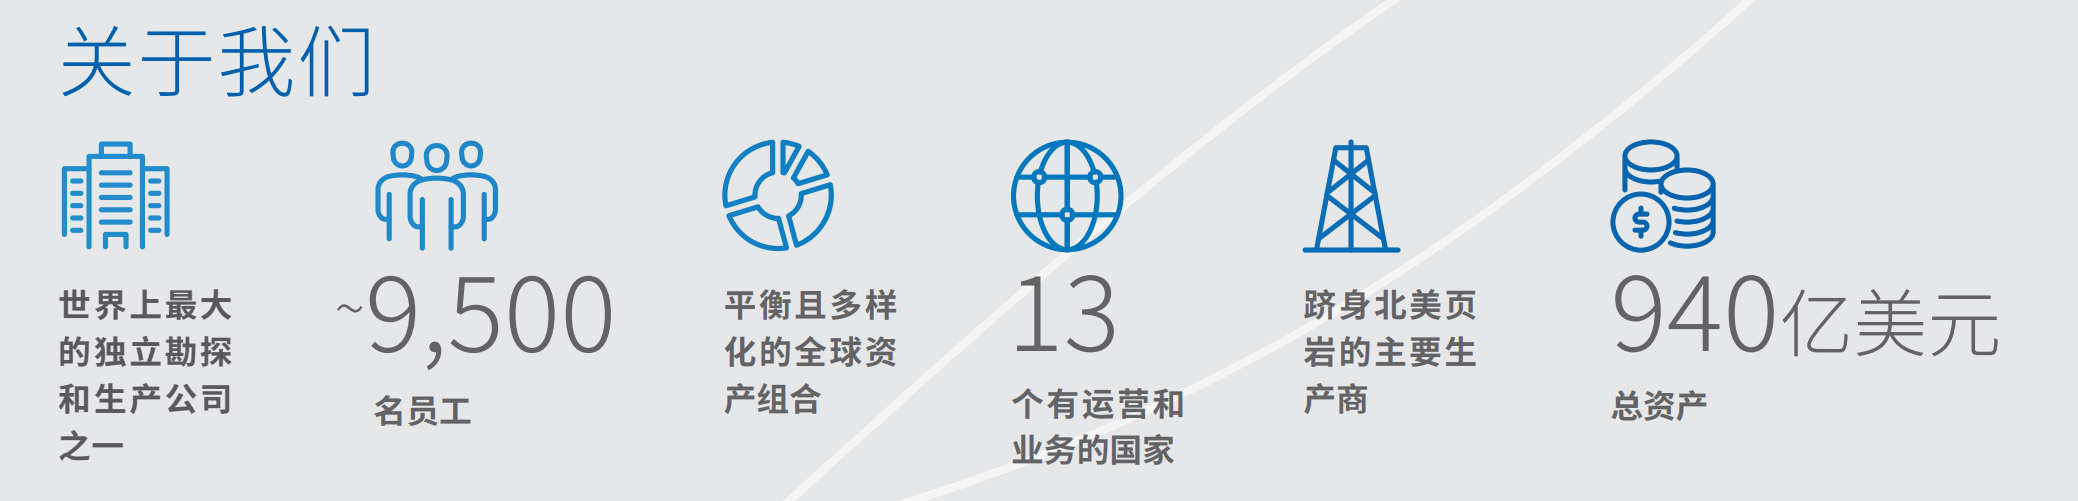 关于我们
世界上最大
的独立勘探
和生产公司
之一
~9,500
名员工
平衡且多样
化的全球资
产组合
13
个有运营和
业务的国家
跻身北美页
岩的主要生
产商
$
940亿美元
总资产